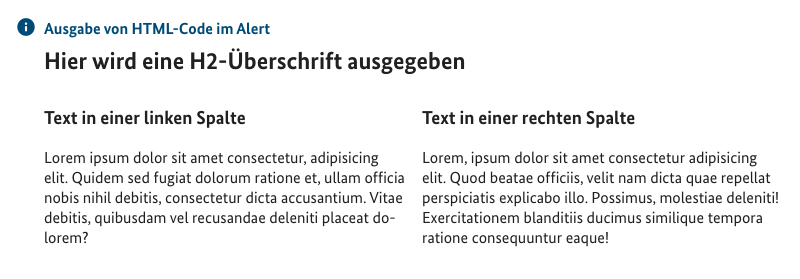 Ausgabe von HTML-Code im Alert
Hier wird eine H2-Überschrift ausgegeben
Text in einer linken Spalte
Lorem ipsum dolor sit amet consectetur, adipisicing
elit. Quidem sed fugiat dolorum ratione et, ullam officia
nobis nihil debitis, consectetur dicta accusantium. Vitae
debitis, quibusdam vel recusandae deleniti placeat do-
lorem?
Text in einer rechten Spalte
Lorem, ipsum dolor sit amet consectetur adipisicing
elit. Quod beatae officiis, velit nam dicta quae repellat
perspiciatis explicabo illo. Possimus, molestiae deleniti!
Exercitationem blanditiis ducimus similique tempora
ratione consequuntur eaque!